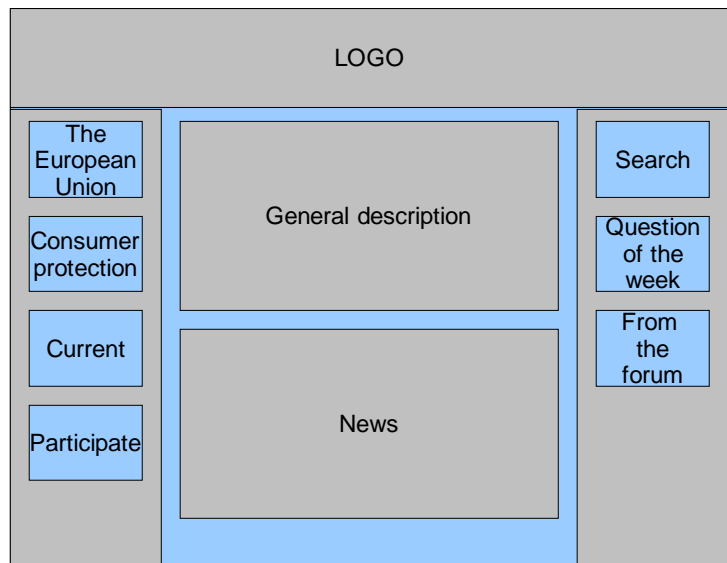 LOGO
The
European
Union
Consumer
protection
Current
Participate
General description
News
Search
Question
of the
week
From
the
forum